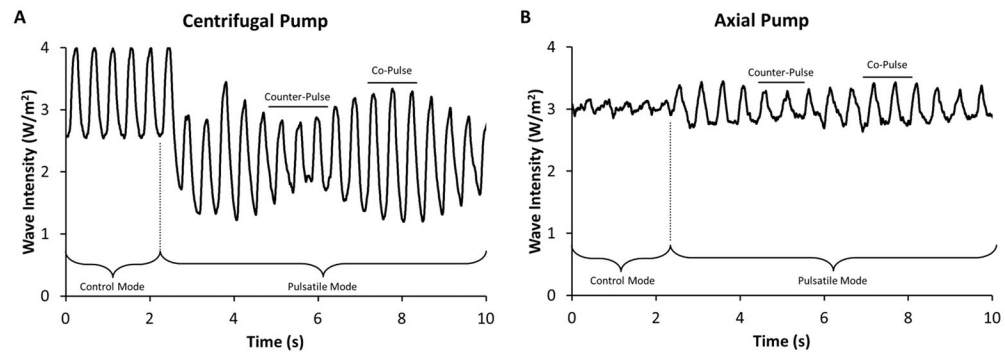 A
Centrifugal Pump
Wave Intensity (W/m²)
4
3
2
1
0
Counter-Pulse
Co-Pulse
Control Mode
Pulsatile Mode
0 2 4 6 8 10
Time (s)
B
Axial Pump
Wave Intensity (W/m²)
4
3
2
1
0
Counter-Pulse
Co-Pulse
Control Mode
Pulsatile Mode
0 2 4 6 8 10
Time (s)